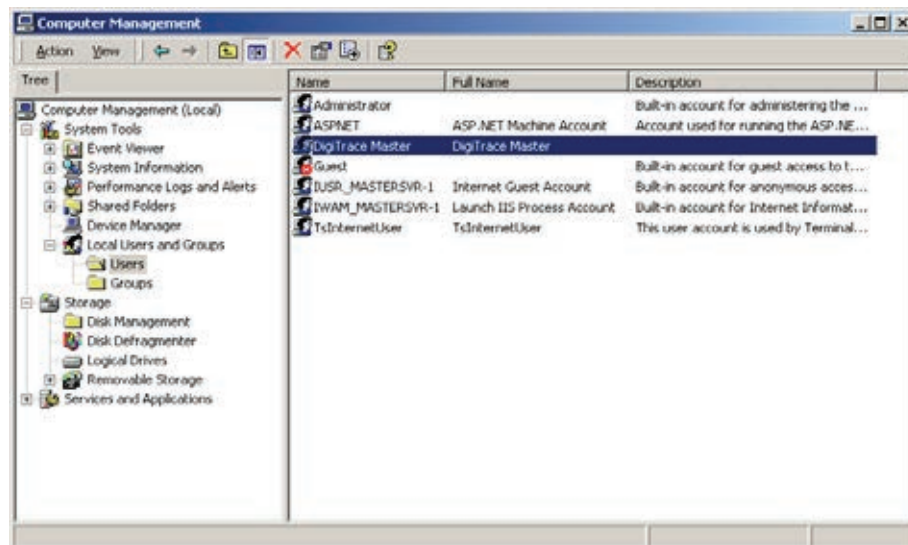 Computer Management
Action View
Tree
Computer Management (Local)
System Tools
Event Viewer
System Information
Performance Logs and Alerts
Shared Folders
Device Manager
Local Users and Groups
Users
Groups
Storage
Disk Management
Disk Defragmenter
Logical Drives
Removable Storage
Services and Applications
Name Full Name Description
Administrator Built-in account for administering the ...
ASPNET ASP.NET Machine Account Account used for running the ASP.NE...
DigiTrace Master DigiTrace Master
Guest Built-in account for guest access to t...
IUSR_MASTERSVR-1 Internet Guest Account Built-in account for anonymous acces...
IWAM_MASTERSVR-1 Launch IIS Process Account Built-in account for Internet Informat...
TsInternetUser TsInternetUser This user account is used by Terminal...